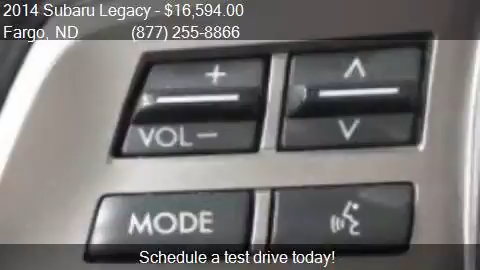 2014 Subaru Legacy - $16,594.00
Fargo, ND (877) 255-8866
+
VOL –
MODE
Schedule a test drive today!